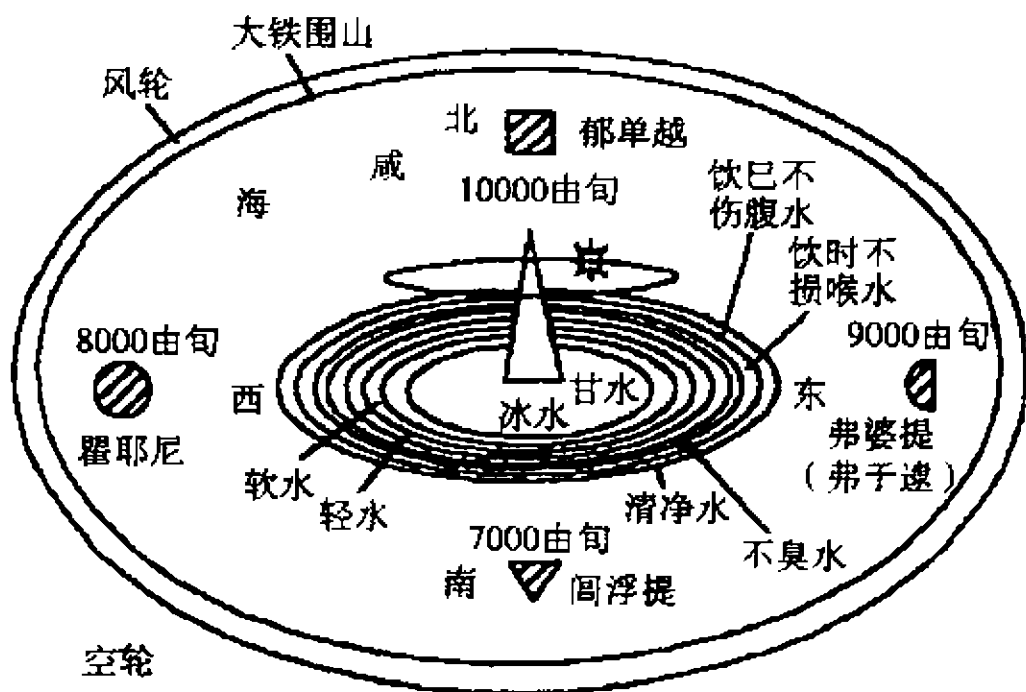 大铁围山
风轮
北
郁单越
咸
海
10000由旬
饮巳不
伤腹水
饮时不
损喉水
8000由旬
9000由旬
西
甘水
冰水
东
瞿耶尼
弗婆提
(弗于逮)
软水
轻水
清净水
不臭水
7000由旬
南
阎浮提
空轮